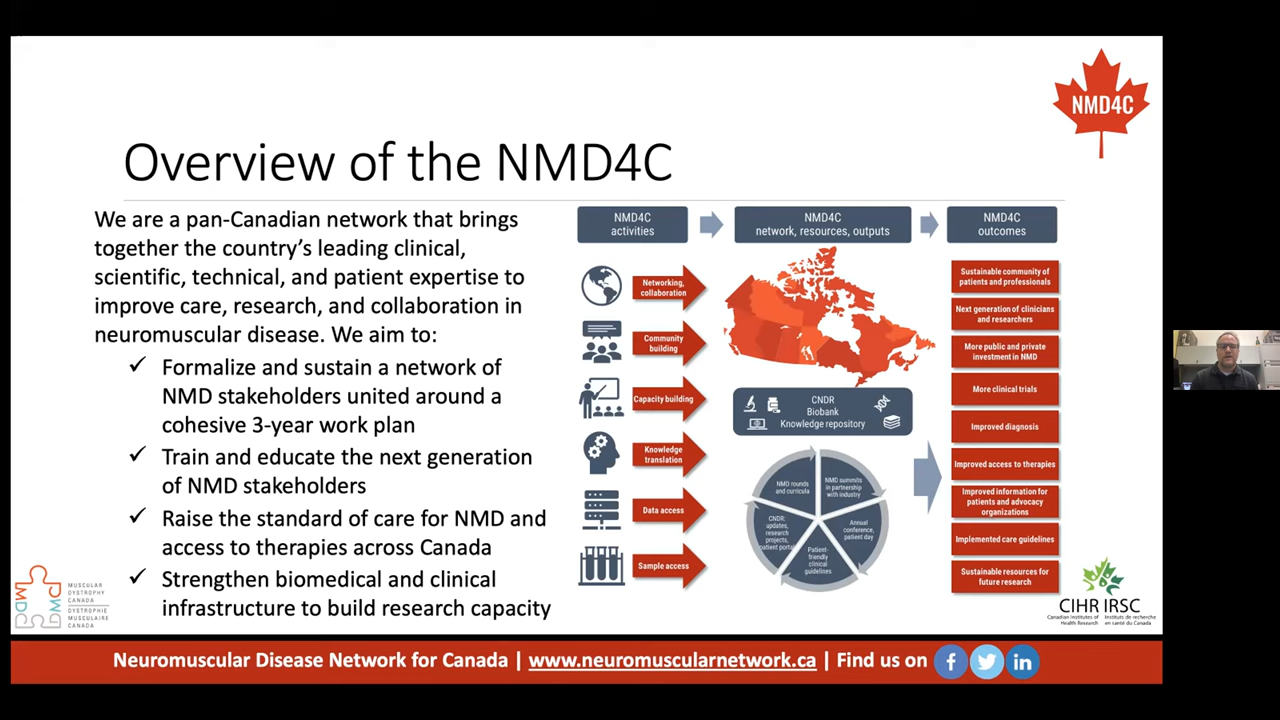 NMD4C
Overview of the NMD4C
We are a pan-Canadian network that brings
together the country's leading clinical,
scientific, technical, and patient expertise to
improve care, research, and collaboration in
neuromuscular disease. We aim to:
✓ Formalize and sustain a network of
NMD stakeholders united around a
cohesive 3-year work plan
✓ Train and educate the next generation
of NMD stakeholders
✓ Raise the standard of care for NMD and
access to therapies across Canada
✓ Strengthen biomedical and clinical
infrastructure to build research capacity
NMD4C
activities
Networking,
collaboration
Community
building
Capacity building
Knowledge
translation
Data access
Sample access
NMD4C
network, resources, outputs
CNDR
Biobank
Knowledge repository
NMD rounds
and curricula
NMD summits
in partnership
with industry
Annual
conference,
patient day
Patient-
friendly
clinical
guidelines
CNDR:
updates,
research
projects,
patient portal
NMD4C
outcomes
Sustainable community of
patients and professionals
Next generation of clinicians
and researchers
More public and private
investment in NMD
More clinical trials
Improved diagnosis
Improved access to therapies
Improved information for
patients and advocacy
organizations
Implemented care guidelines
Sustainable resources for
future research
MUSCULAR
DYSTROPHY
CANADA
DYSTROPHIE
MUSCULAIRE
CANADA
CIHR IRSC
Canadian Institutes of
Health Research
Instituts de recherche
en santé du Canada
Neuromuscular Disease Network for Canada | www.neuromuscularnetwork.ca | Find us on